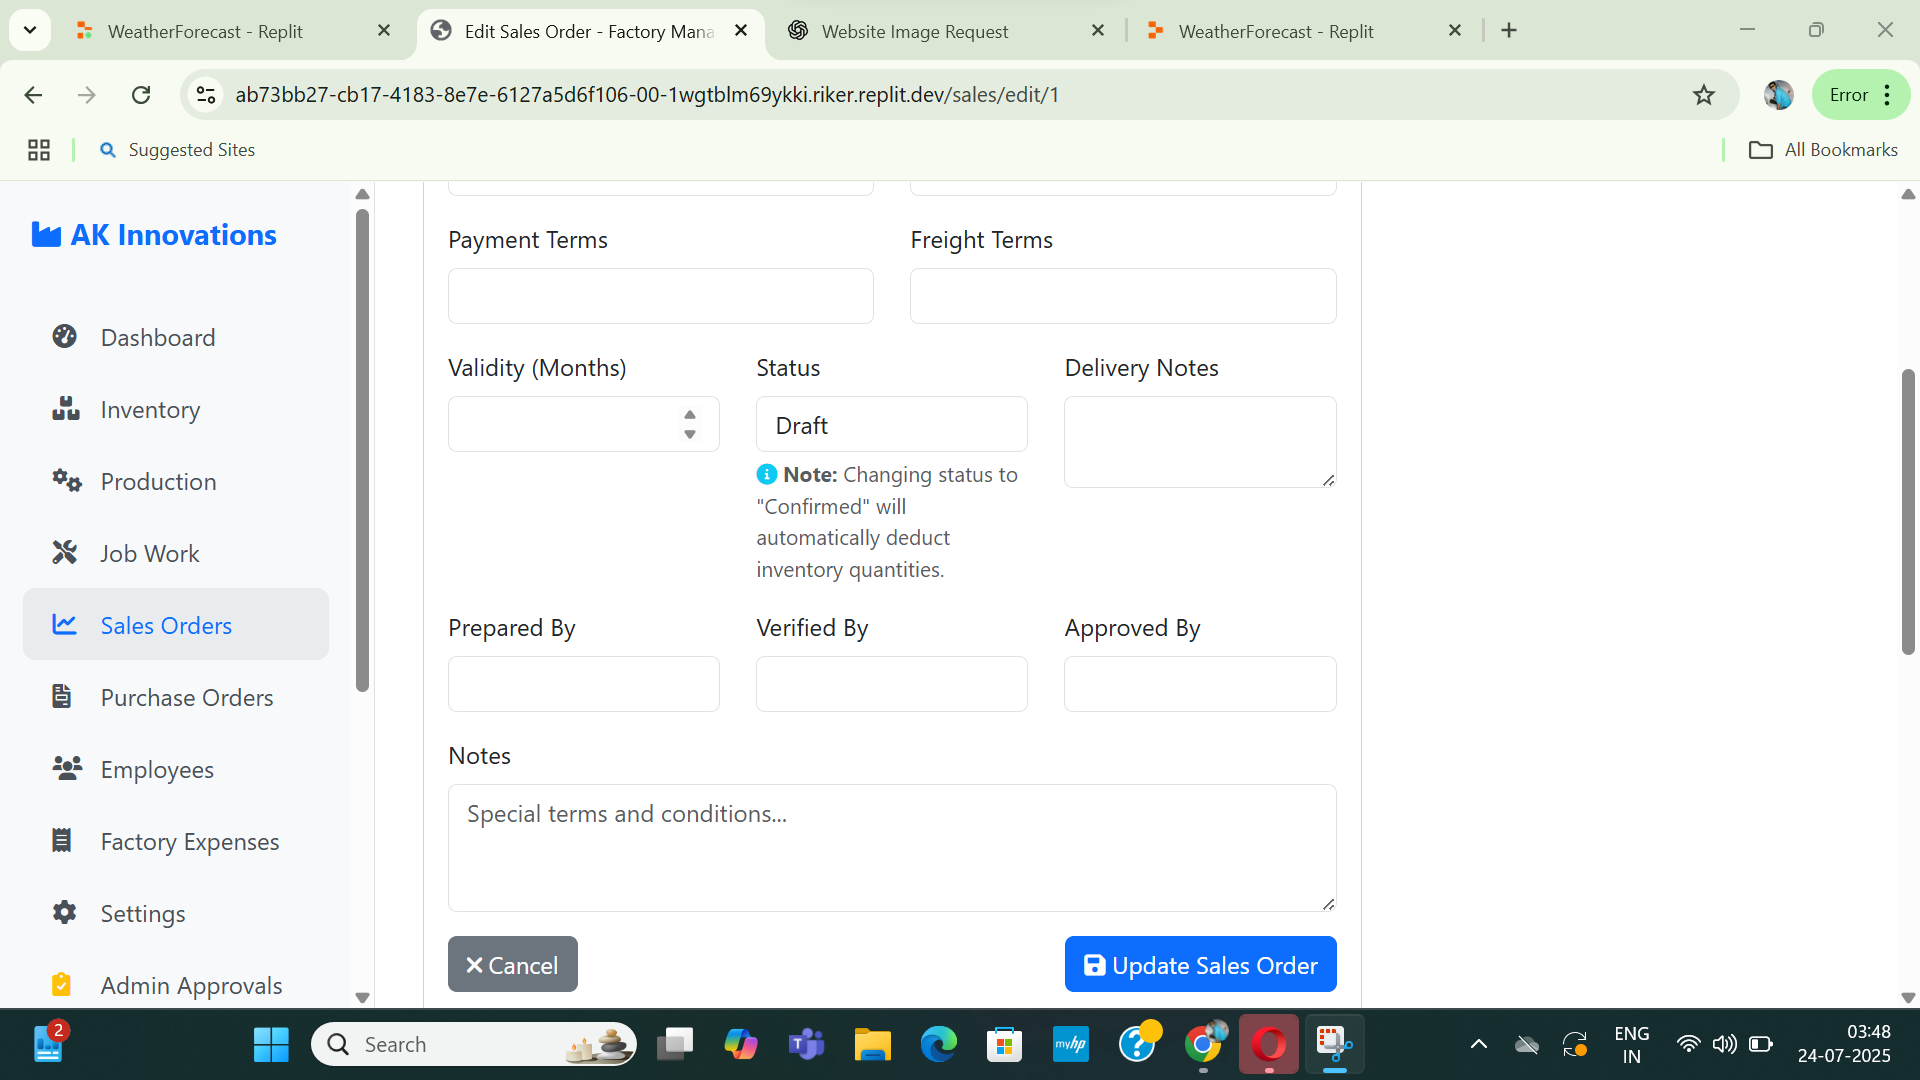 WeatherForecast - Replit
Edit Sales Order - Factory Mana
Website Image Request
WeatherForecast - Replit
ab73bb27-cb17-4183-8e7e-6127a5d6f106-00-1wgtblm69ykki.riker.replit.dev/sales/edit/1
Error
Suggested Sites
All Bookmarks
AK Innovations
Dashboard
Inventory
Production
Job Work
Sales Orders
Purchase Orders
Employees
Factory Expenses
Settings
Admin Approvals
Payment Terms
Freight Terms
Validity (Months)
Status
Delivery Notes
Draft
Note: Changing status to
"Confirmed" will
automatically deduct
inventory quantities.
Prepared By
Verified By
Approved By
Notes
Special terms and conditions...
Cancel
Update Sales Order
2
Search
T
myhp
?
ENG
IN
03:48
24-07-2025